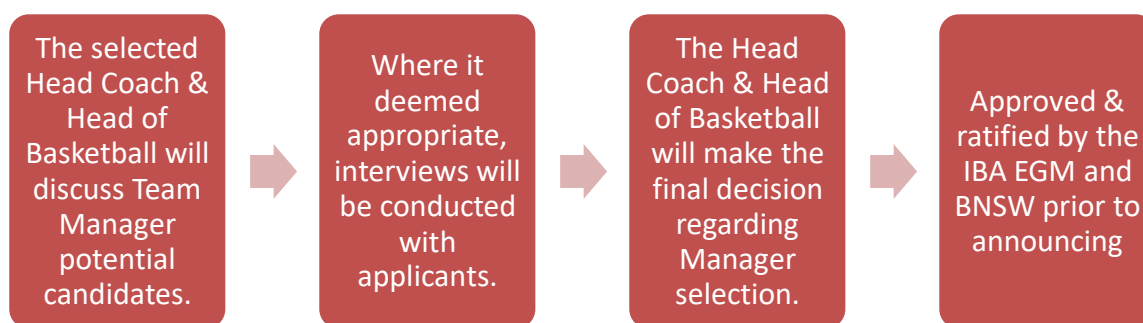 The selected
Head Coach &
Head of
Basketball will
discuss Team
Manager
potential
candidates.
Where it
deemed
appropriate,
interviews will
be conducted
with
applicants.
The Head
Coach & Head
of Basketball
will make the
final decision
regarding
Manager
selection.
Approved &
ratified by the
IBA EGM and
BNSW prior to
announcing